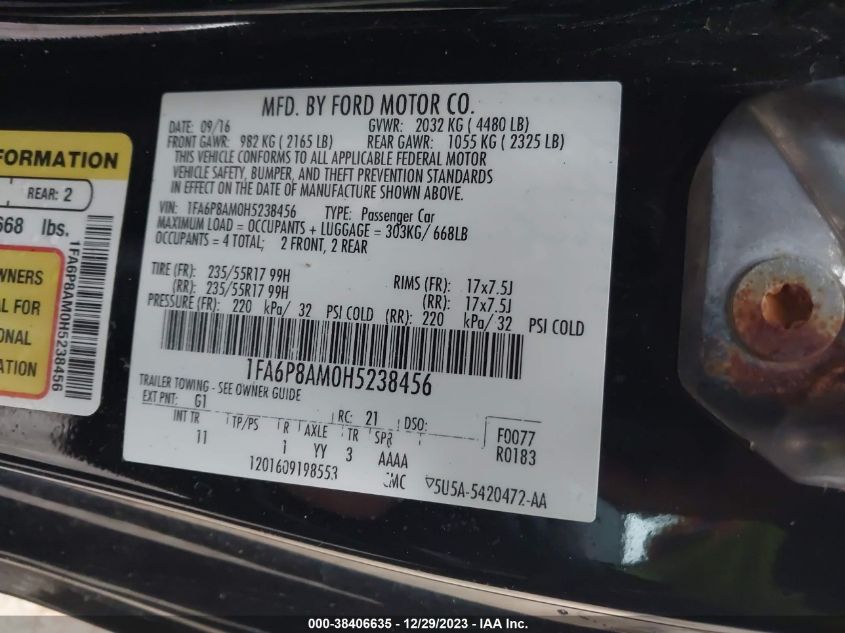 MFD. BY FORD MOTOR CO.
DATE: 09/16 GVWR: 2032 KG ( 4480 LB)
FRONT GAWR: 982 KG ( 2165 LB) REAR GAWR: 1055 KG ( 2325 LB)
THIS VEHICLE CONFORMS TO ALL APPLICABLE FEDERAL MOTOR
VEHICLE SAFETY, BUMPER, AND THEFT PREVENTION STANDARDS
IN EFFECT ON THE DATE OF MANUFACTURE SHOWN ABOVE.
VIN: 1FA6P8AM0H5238456 TYPE: Passenger Car
MAXIMUM LOAD = OCCUPANTS + LUGGAGE = 303KG/ 668LB
OCCUPANTS = 4 TOTAL; 2 FRONT, 2 REAR
TIRE (FR): 235/55R17 99H RIMS (FR): 17x7.5J
(RR): 235/55R17 99H (RR): 17x7.5J
PRESSURE (FR): 220 kPa/ 32 PSI COLD (RR): 220 kPa/ 32 PSI COLD
1FA6P8AM0H5238456
TRAILER TOWING - SEE OWNER GUIDE
EXT PNT: G1 RC: 21 DSO:
INT TR TP/PS R AXLE TR SPR
11 1 YY 3 AAAA
F0077
R0183
1201609198553 5U5A-5420472-AA
FORMATION
REAR: 2
668 lbs.
1FA6P8AM0H5238456
OWNERS
AL FOR
ONAL
ATION
000-38406635 - 12/29/2023 - IAA Inc.